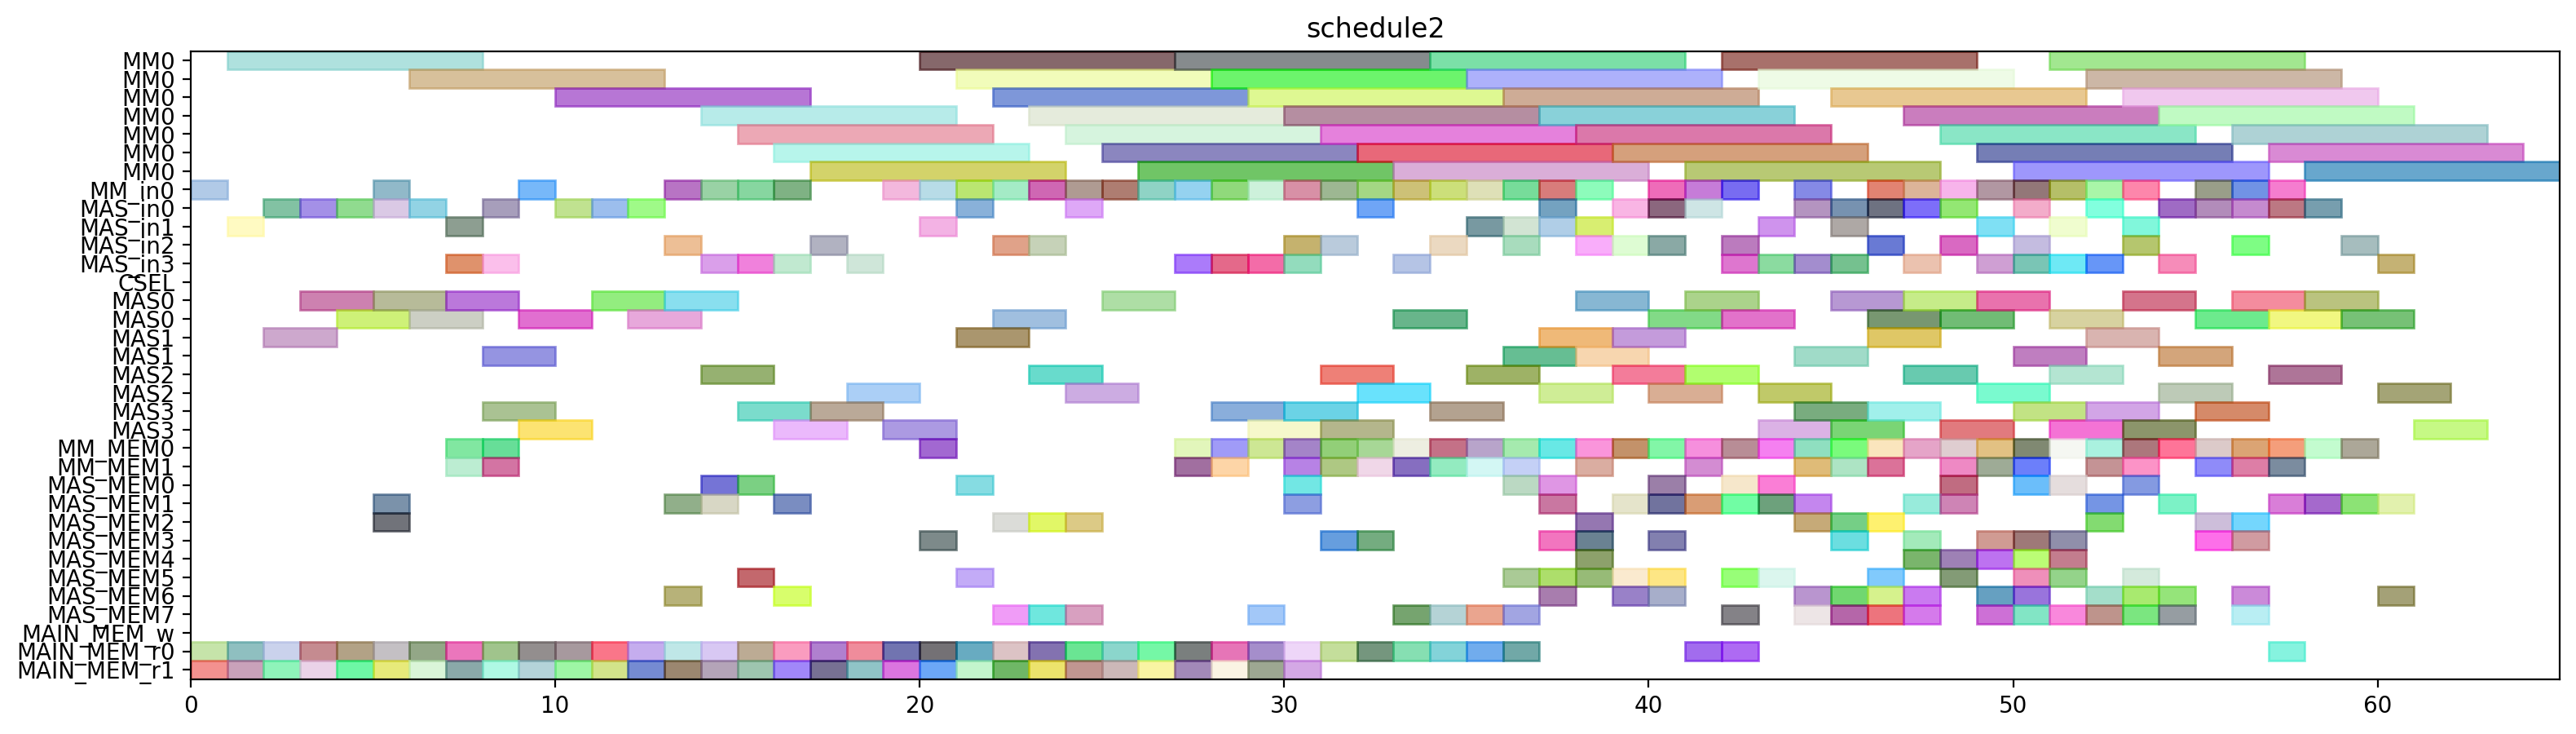 schedule2
MM0
MM0
MM0
MM0
MM0
MM0
MM0
MM_in0
MAS_in0
MAS_in1
MAS_in2
MAS_in3
CSEL
MAS0
MAS0
MAS1
MAS1
MAS2
MAS2
MAS3
MAS3
MM_MEM0
MM_MEM1
MAS_MEM0
MAS_MEM1
MAS_MEM2
MAS_MEM3
MAS_MEM4
MAS_MEM5
MAS_MEM6
MAS_MEM7
MAIN_MEM_w
MAIN_MEM_r0
MAIN_MEM_r1
0 10 20 30 40 50 60